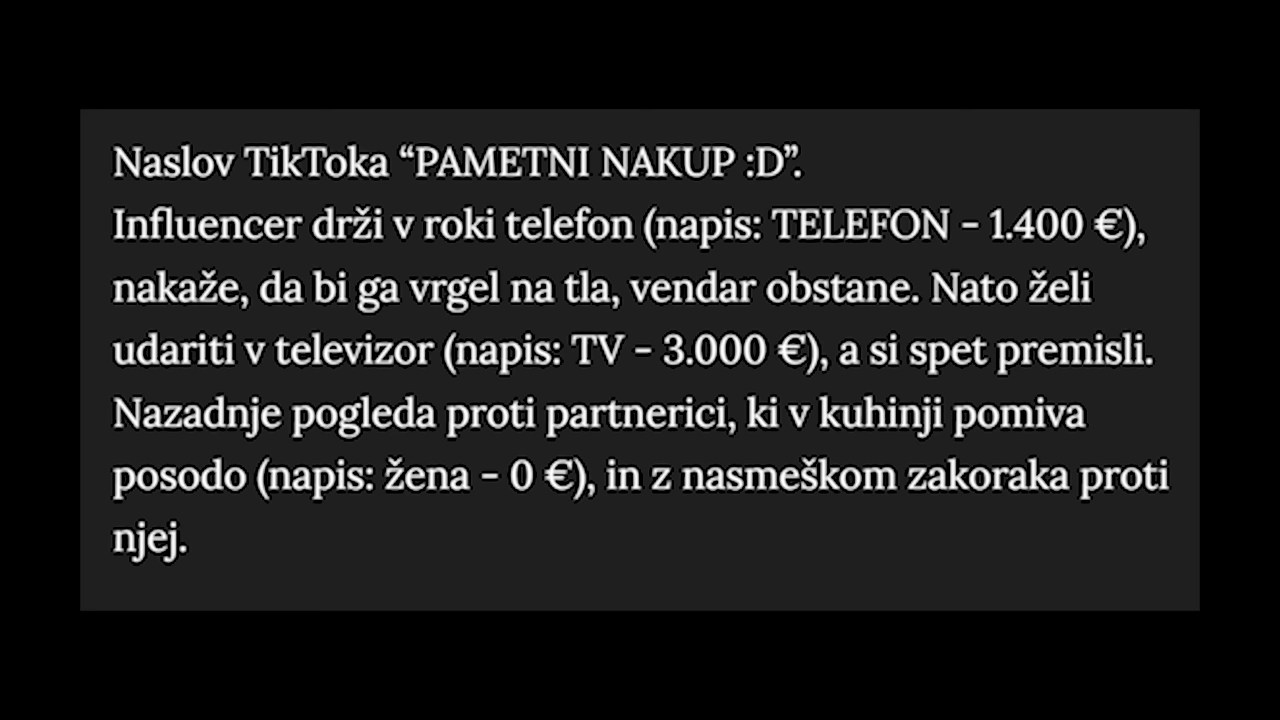 Naslov TikToka “PAMETNI NAKUP :D”.
Influencer drži v roki telefon (napis: TELEFON – 1.400 €),
nakaže, da bi ga vrgel na tla, vendar obstane. Nato želi
udariti v televizor (napis: TV – 3.000 €), a si spet premisli.
Nazadnje pogleda proti partnerici, ki v kuhinji pomiva
posodo (napis: žena – 0 €), in z nasmeškom zakoraka proti
njej.